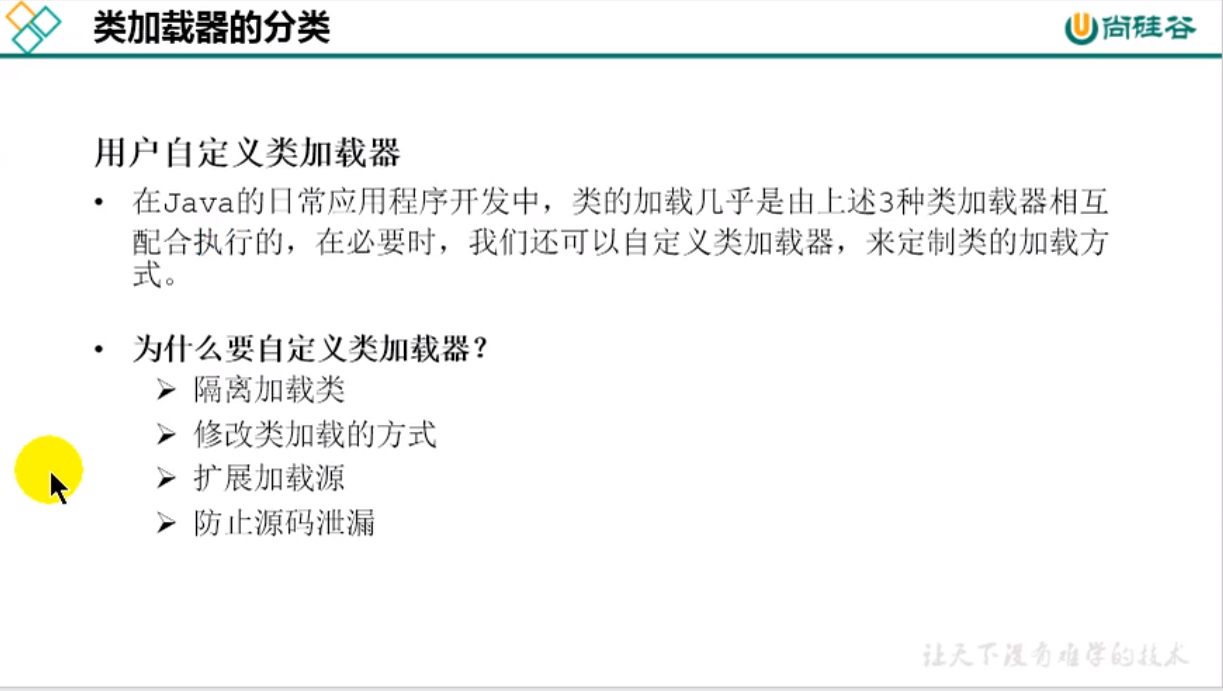 类加载器的分类
尚硅谷
用户自定义类加载器
• 在Java的日常应用程序开发中，类的加载几乎是由上述3种类加载器相互
配合执行的，在必要时，我们还可以自定义类加载器，来定制类的加载方
式。
• 为什么要自定义类加载器？
➢ 隔离加载类
➢ 修改类加载的方式
➢ 扩展加载源
➢ 防止源码泄漏
让天下没有难学的技术